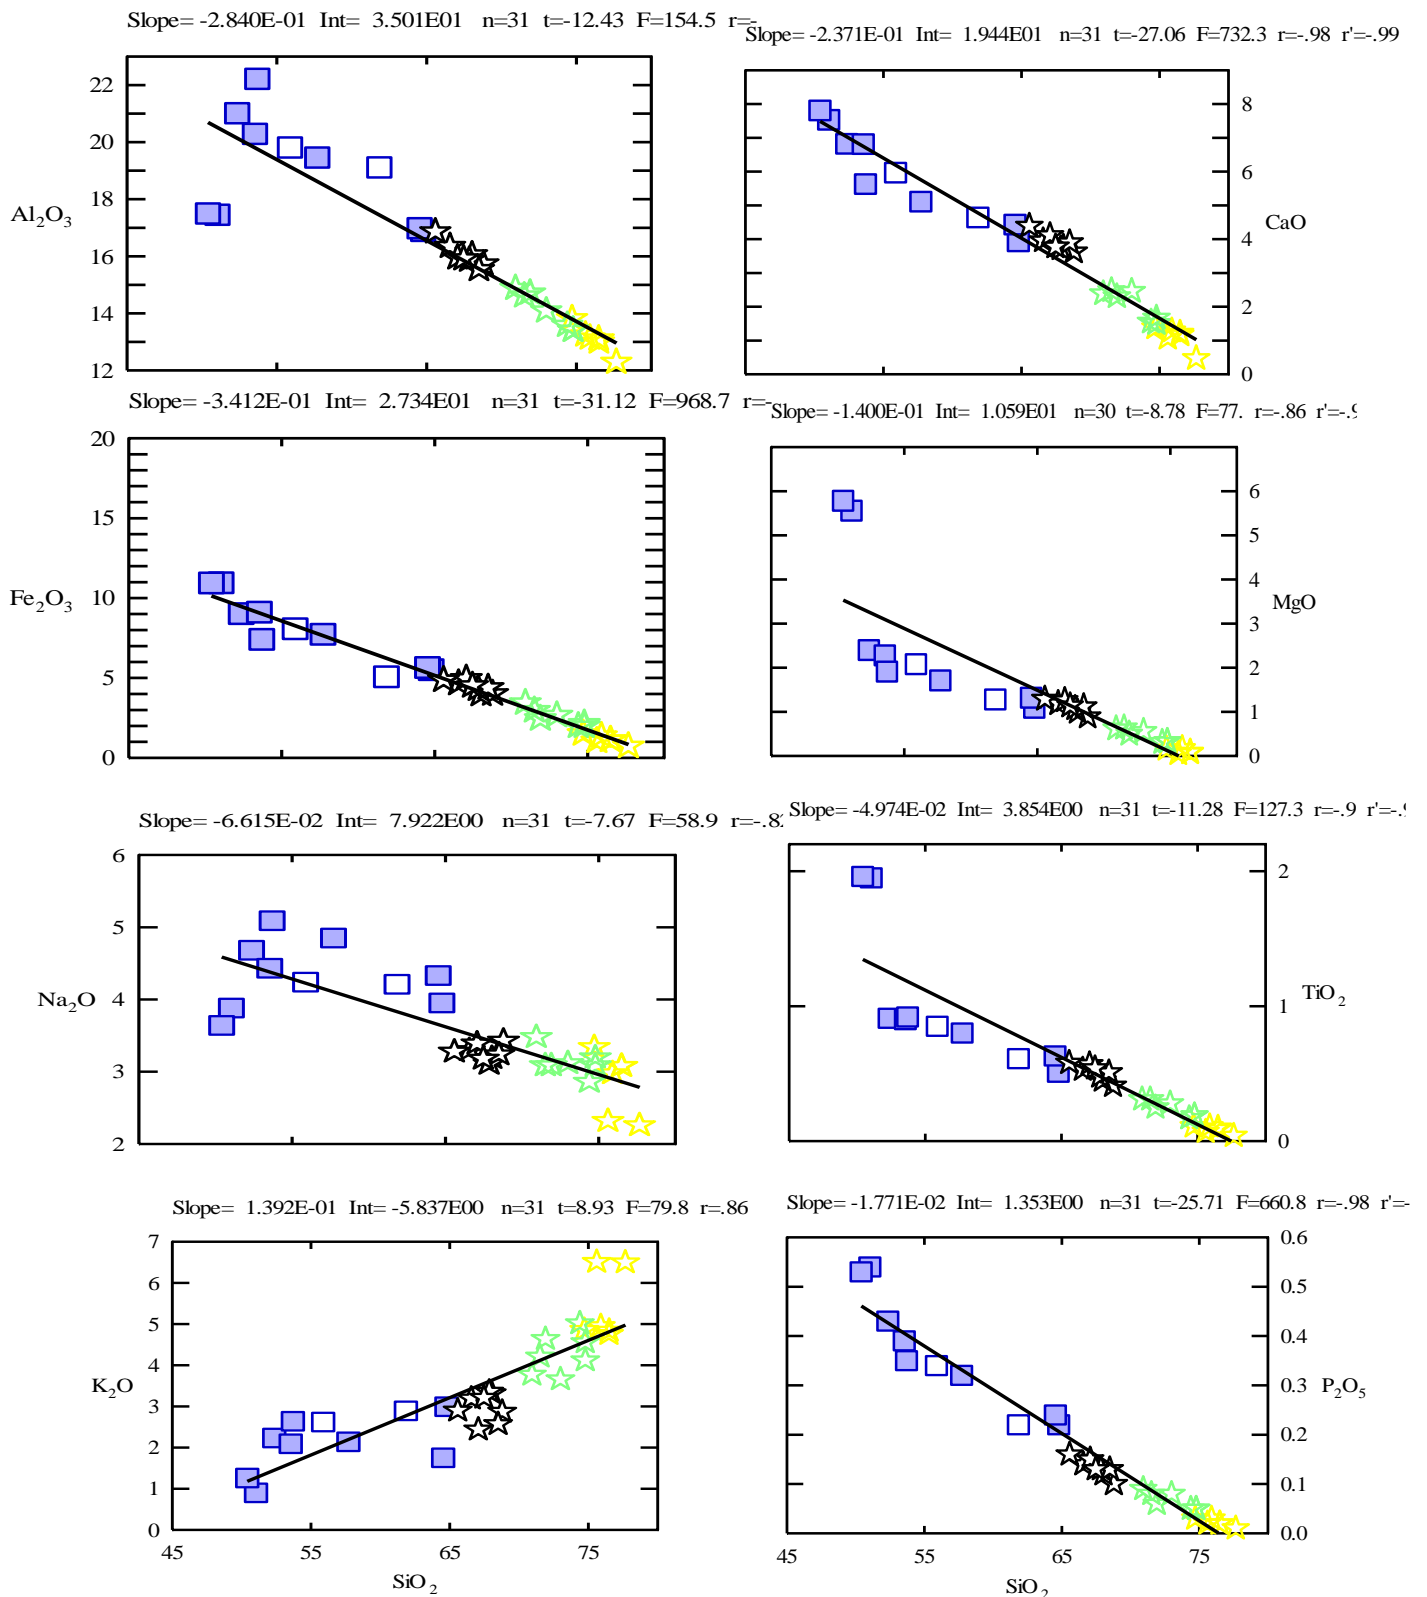 Slope= -2.840E-01 Int= 3.501E01 n=31 t=-12.43 F=154.5 r=-
Slope= -2.371E-01 Int= 1.944E01 n=31 t=-27.06 F=732.3 r=-.98 r'=-.99
22
20
18
16
14
12
Al₂O₃
8
6
4
2
0
CaO
Slope= -3.412E-01 Int= 2.734E01 n=31 t=-31.12 F=968.7 r=-
Slope= -1.400E-01 Int= 1.059E01 n=30 t=-8.78 F=77. r=-.86 r'=-.9
20
15
10
5
0
Fe₂O₃
6
5
4
3
2
1
0
MgO
Slope= -6.615E-02 Int= 7.922E00 n=31 t=-7.67 F=58.9 r=-.82
Slope= -4.974E-02 Int= 3.854E00 n=31 t=-11.28 F=127.3 r=-.9 r'=-.9
6
5
4
3
2
Na₂O
2
1
0
TiO₂
Slope= 1.392E-01 Int= -5.837E00 n=31 t=8.93 F=79.8 r=.86
Slope= -1.771E-02 Int= 1.353E00 n=31 t=-25.71 F=660.8 r=-.98 r'=-
7
6
5
4
3
2
1
0
K₂O
0.6
0.5
0.4
0.3
0.2
0.1
0.0
P₂O₅
45 55 65 75
SiO₂
45 55 65 75
SiO₂